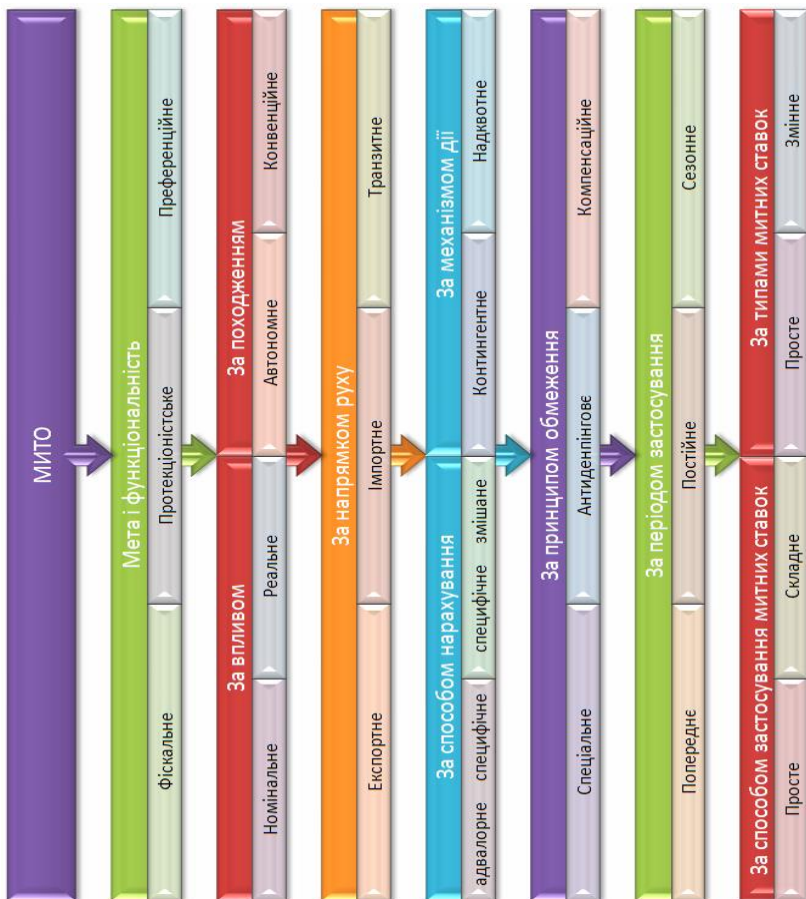 МИТО
Мета і функціональність
Фіскальне
Протенціоністське
Преференційне
За впливом
За походженням
Номінальне
Реальне
Автономне
Конвенційне
За напрямком руху
Експортне
Імпортне
Транзитне
За способом нарахування
За механізмом дії
адвалорне специфічне
специфічне змішане
Контингентне
Надквотне
За принципом обмеження
Спеціальне
Антиденпінговє
Компенсаційне
За періодом застосування
Попереднє
Постійне
Сезонне
За способом застосування митних ставок
За типами митних ставок
Просте
Складне
Просте
Змінне